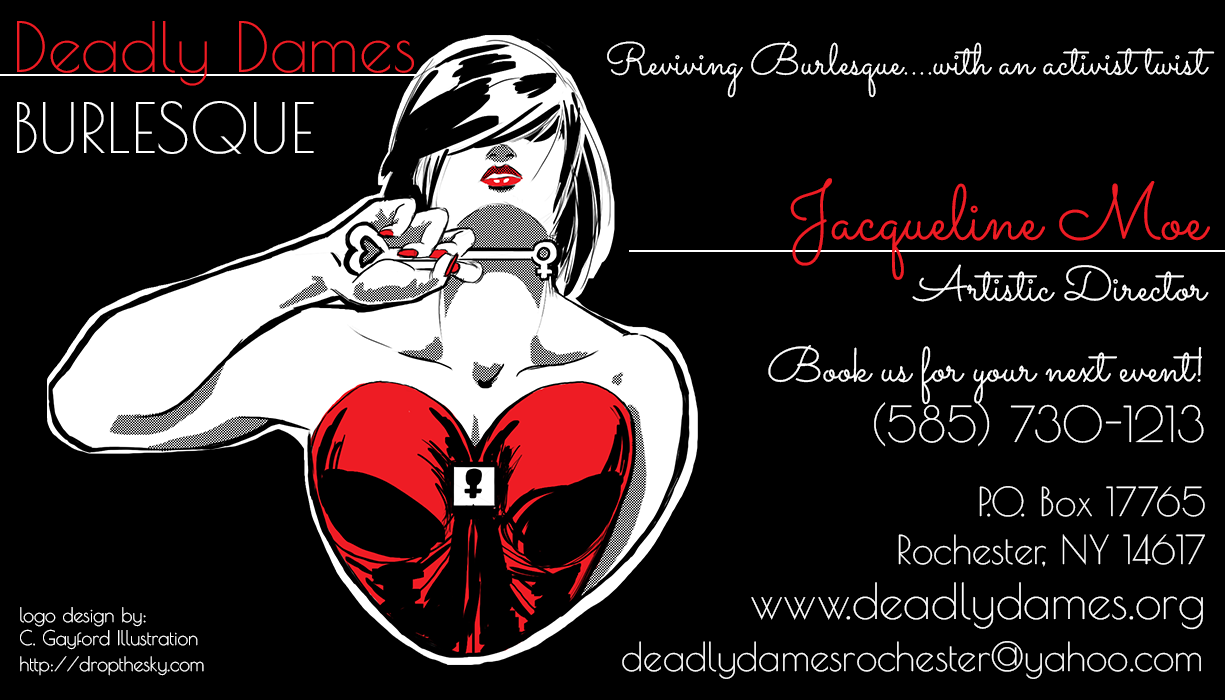 Deadly Dames
BURLESQUE
Reviving Burlesque....with an activist twist
Jacqueline Moe
Artistic Director
Book us for your next event!
(585) 730-1213
P.O. Box 17765
Rochester, NY 14617
www.deadlydames.org
deadlydamesrochester@yahoo.com
logo design by:
C. Gayford Illustration
http://dropthesky.com